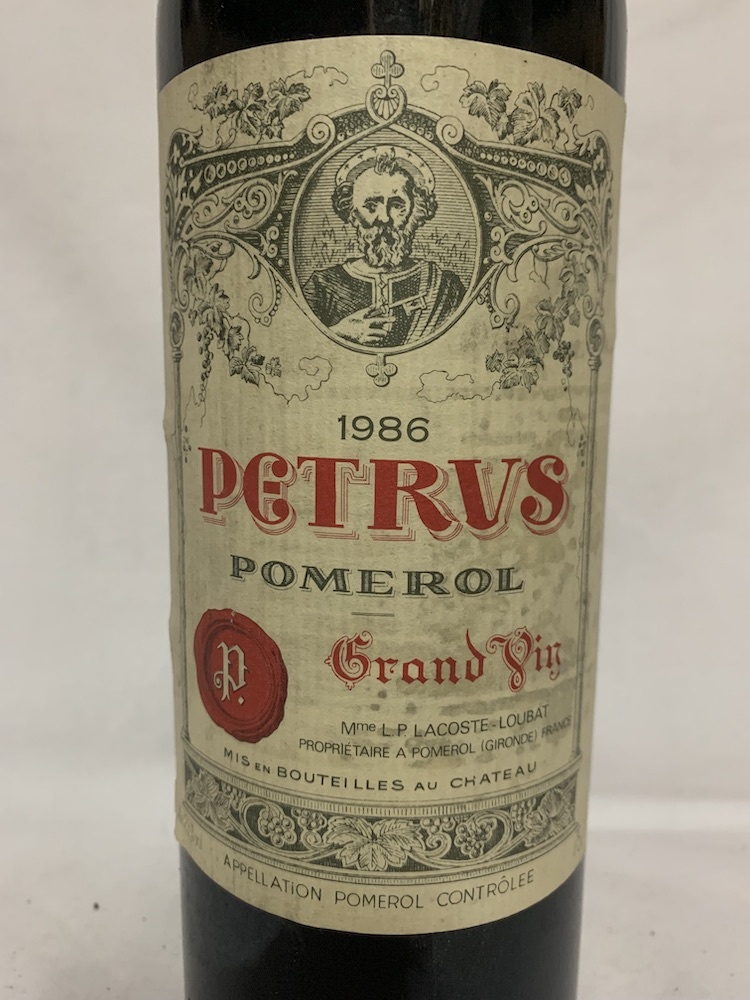 1986
PETRVS
POMEROL
Grand Vin
P.
Mme L.P. LACOSTE-LOUBAT
PROPRIÉTAIRE A POMEROL (GIRONDE) FRANCE
MIS EN BOUTEILLES AU CHATEAU
APPELLATION POMEROL CONTRÔLÉE